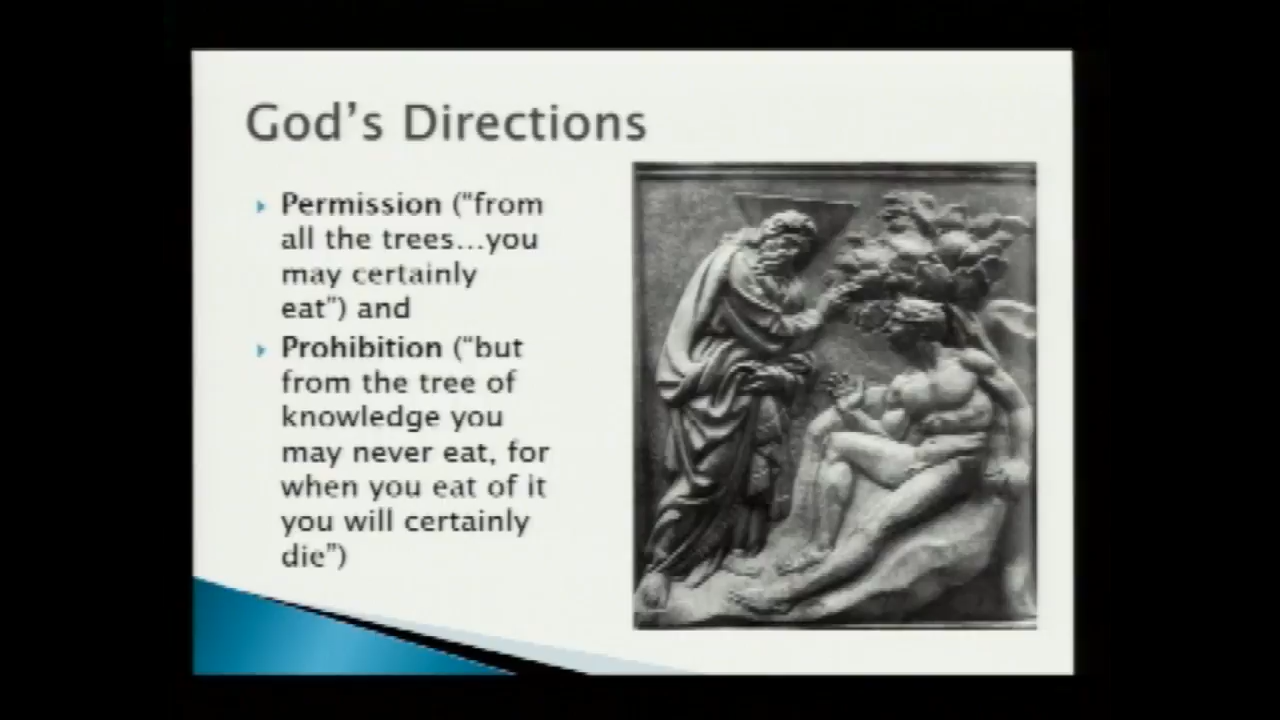 God's Directions
Permission ("from
all the trees...you
may certainly
eat") and
Prohibition ("but
from the tree of
knowledge you
may never eat, for
when you eat of it
you will certainly
die")